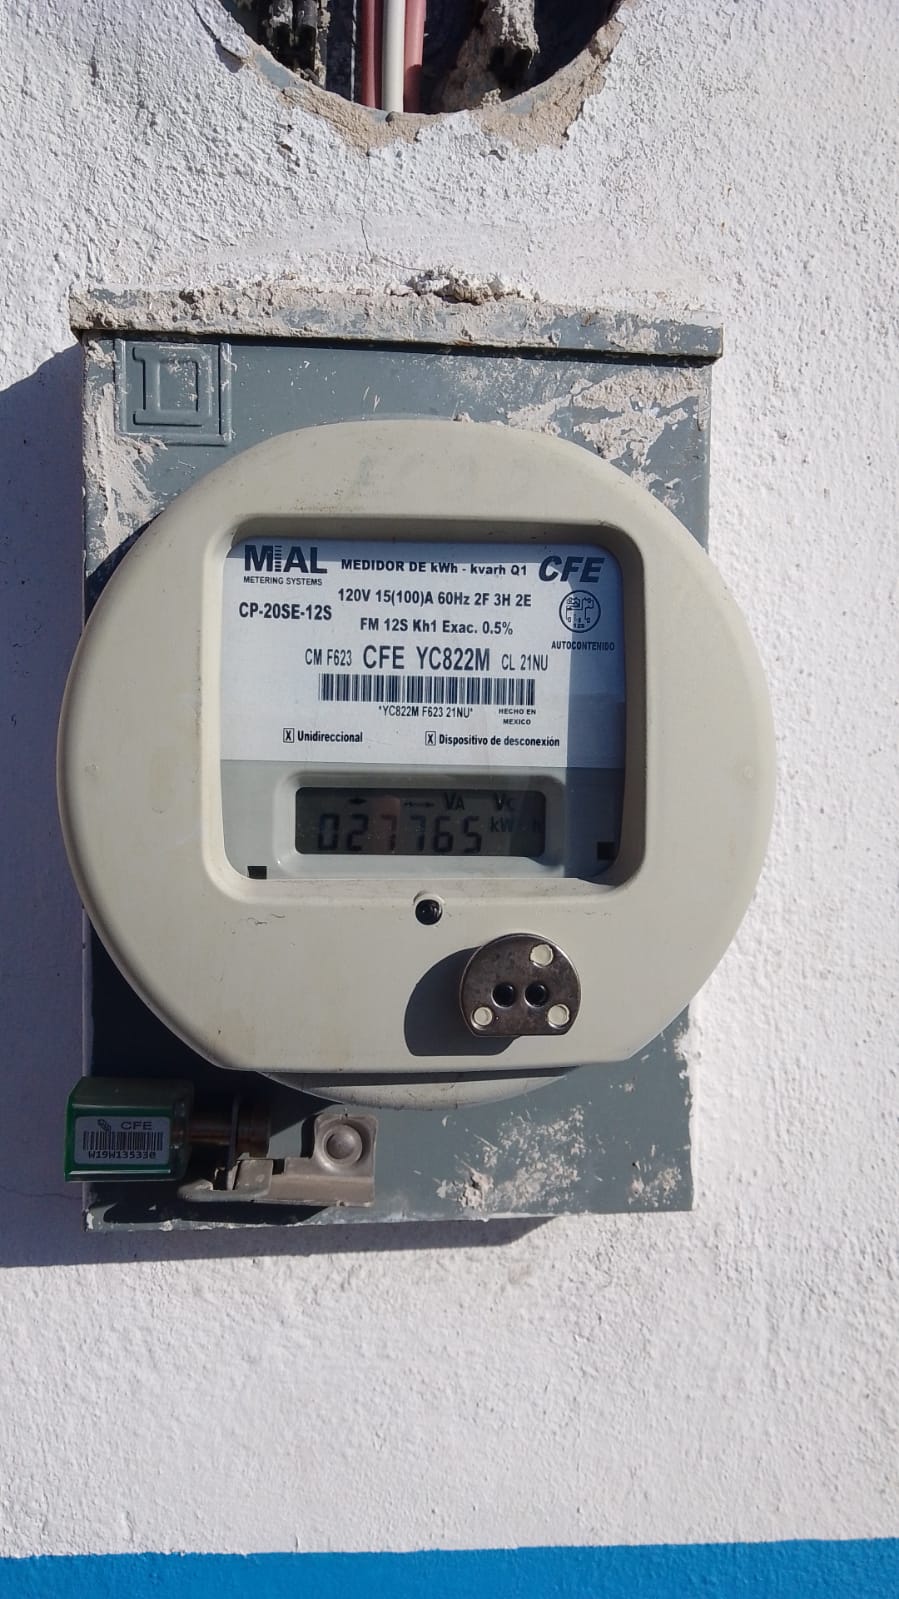 MIAL
METERING SYSTEMS
MEDIDOR DE kWh - kvarh Q1
CFE
CP-20SE-12S
120V 15(100)A 60Hz 2F 3H 2E
FM 12S Kh1 Exac. 0.5%
AUTOCONTENIDO
CM F623 CFE YC822M CL 21NU
*YC822M F623 21NU*
HECHO EN
MEXICO
X Unidireccional
X Dispositivo de desconexión
VA VC
027765 kW h
CFE
W19W135330